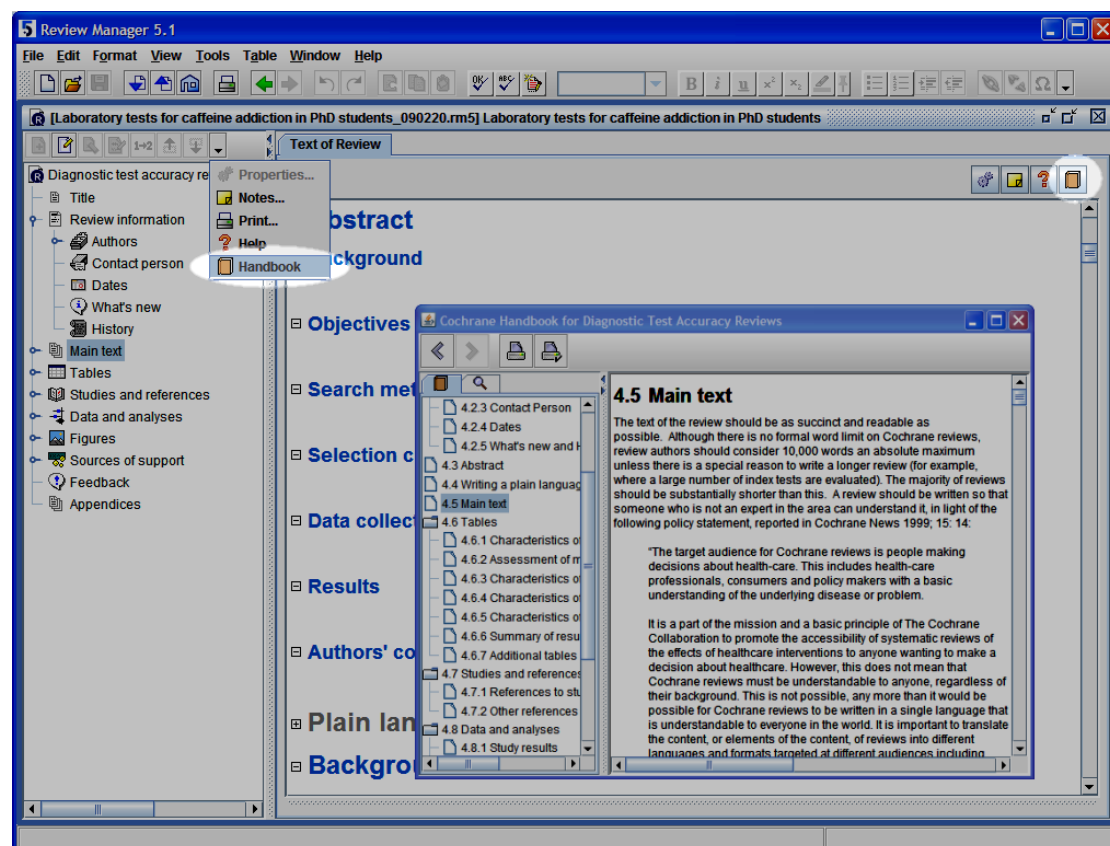 Review Manager 5.1
File Edit Format View Tools Table Window Help
[Laboratory tests for caffeine addiction in PhD students_090220.rm5] Laboratory tests for caffeine addiction in PhD students
Text of Review
Diagnostic test accuracy re
Title
Review information
Authors
Contact person
Dates
What's new
History
Main text
Tables
Studies and references
Data and analyses
Figures
Sources of support
Feedback
Appendices
Properties...
Notes...
Print...
Help
Handbook
bstract
ckground
Objectives
Search met
Selection c
Data collect
Results
Authors' co
Plain lan
Backgrou
Cochrane Handbook for Diagnostic Test Accuracy Reviews
4.2.3 Contact Person
4.2.4 Dates
4.2.5 What's new and H
4.3 Abstract
4.4 Writing a plain languag
4.5 Main text
4.6 Tables
4.6.1 Characteristics o
4.6.2 Assessment of m
4.6.3 Characteristics o
4.6.4 Characteristics of
4.6.5 Characteristics of
4.6.6 Summary of resu
4.6.7 Additional tables
4.7 Studies and references
4.7.1 References to stu
4.7.2 Other references
4.8 Data and analyses
4.8.1 Study results
4.5 Main text
The text of the review should be as succinct and readable as
possible. Although there is no formal word limit on Cochrane reviews,
review authors should consider 10,000 words an absolute maximum
unless there is a special reason to write a longer review (for example,
where a large number of index tests are evaluated). The majority of reviews
should be substantially shorter than this. A review should be written so that
someone who is not an expert in the area can understand it, in light of the
following policy statement, reported in Cochrane News 1999; 15: 14:
"The target audience for Cochrane reviews is people making
decisions about health-care. This includes health-care
professionals, consumers and policy makers with a basic
understanding of the underlying disease or problem.
It is a part of the mission and a basic principle of The Cochrane
Collaboration to promote the accessibility of systematic reviews of
the effects of healthcare interventions to anyone wanting to make a
decision about healthcare. However, this does not mean that
Cochrane reviews must be understandable to anyone, regardless of
their background. This is not possible, any more than it would be
possible for Cochrane reviews to be written in a single language that
is understandable to everyone in the world. It is important to translate
the content, or elements of the content, of reviews into different
languages and formats targeted at different audiences including